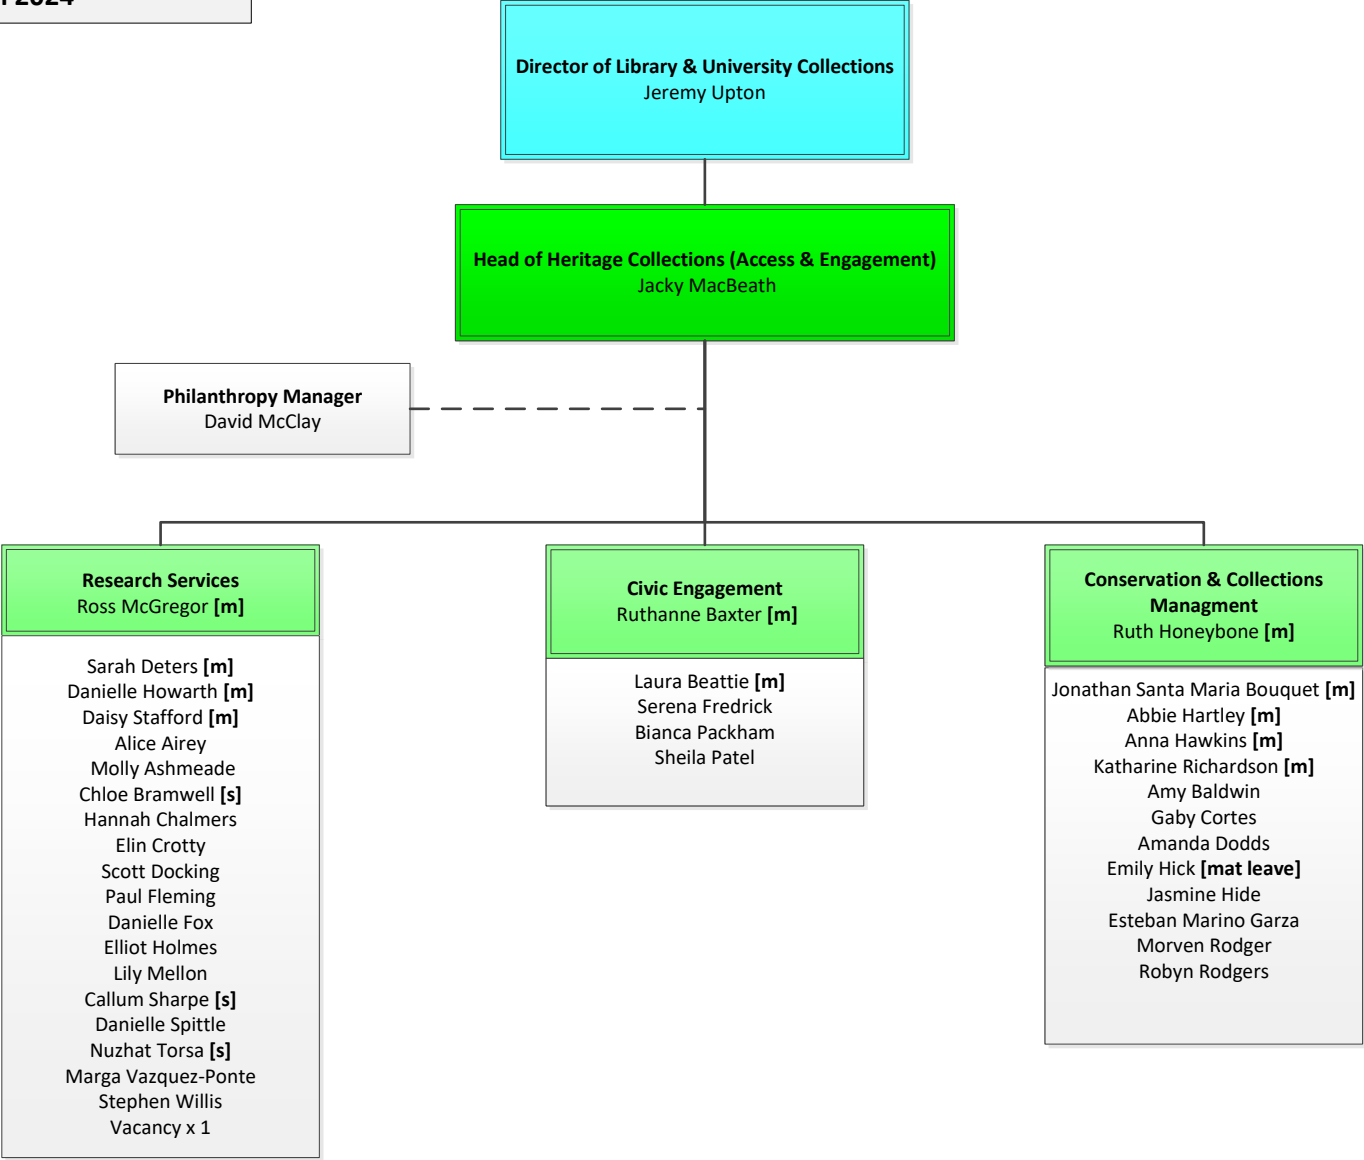 2024
Director of Library & University Collections
Jeremy Upton
Head of Heritage Collections (Access & Engagement)
Jacky MacBeath
Philanthropy Manager
David McClay
Research Services
Ross McGregor [m]
Sarah Deters [m]
Danielle Howarth [m]
Daisy Stafford [m]
Alice Airey
Molly Ashmeade
Chloe Bramwell [s]
Hannah Chalmers
Elin Crotty
Scott Docking
Paul Fleming
Danielle Fox
Elliot Holmes
Lily Mellon
Callum Sharpe [s]
Danielle Spittle
Nuzhat Torsa [s]
Marga Vazquez-Ponte
Stephen Willis
Vacancy x 1
Civic Engagement
Ruthanne Baxter [m]
Laura Beattie [m]
Serena Fredrick
Bianca Packham
Sheila Patel
Conservation & Collections
Managment
Ruth Honeybone [m]
Jonathan Santa Maria Bouquet [m]
Abbie Hartley [m]
Anna Hawkins [m]
Katharine Richardson [m]
Amy Baldwin
Gaby Cortes
Amanda Dodds
Emily Hick [mat leave]
Jasmine Hide
Esteban Marino Garza
Morven Rodger
Robyn Rodgers